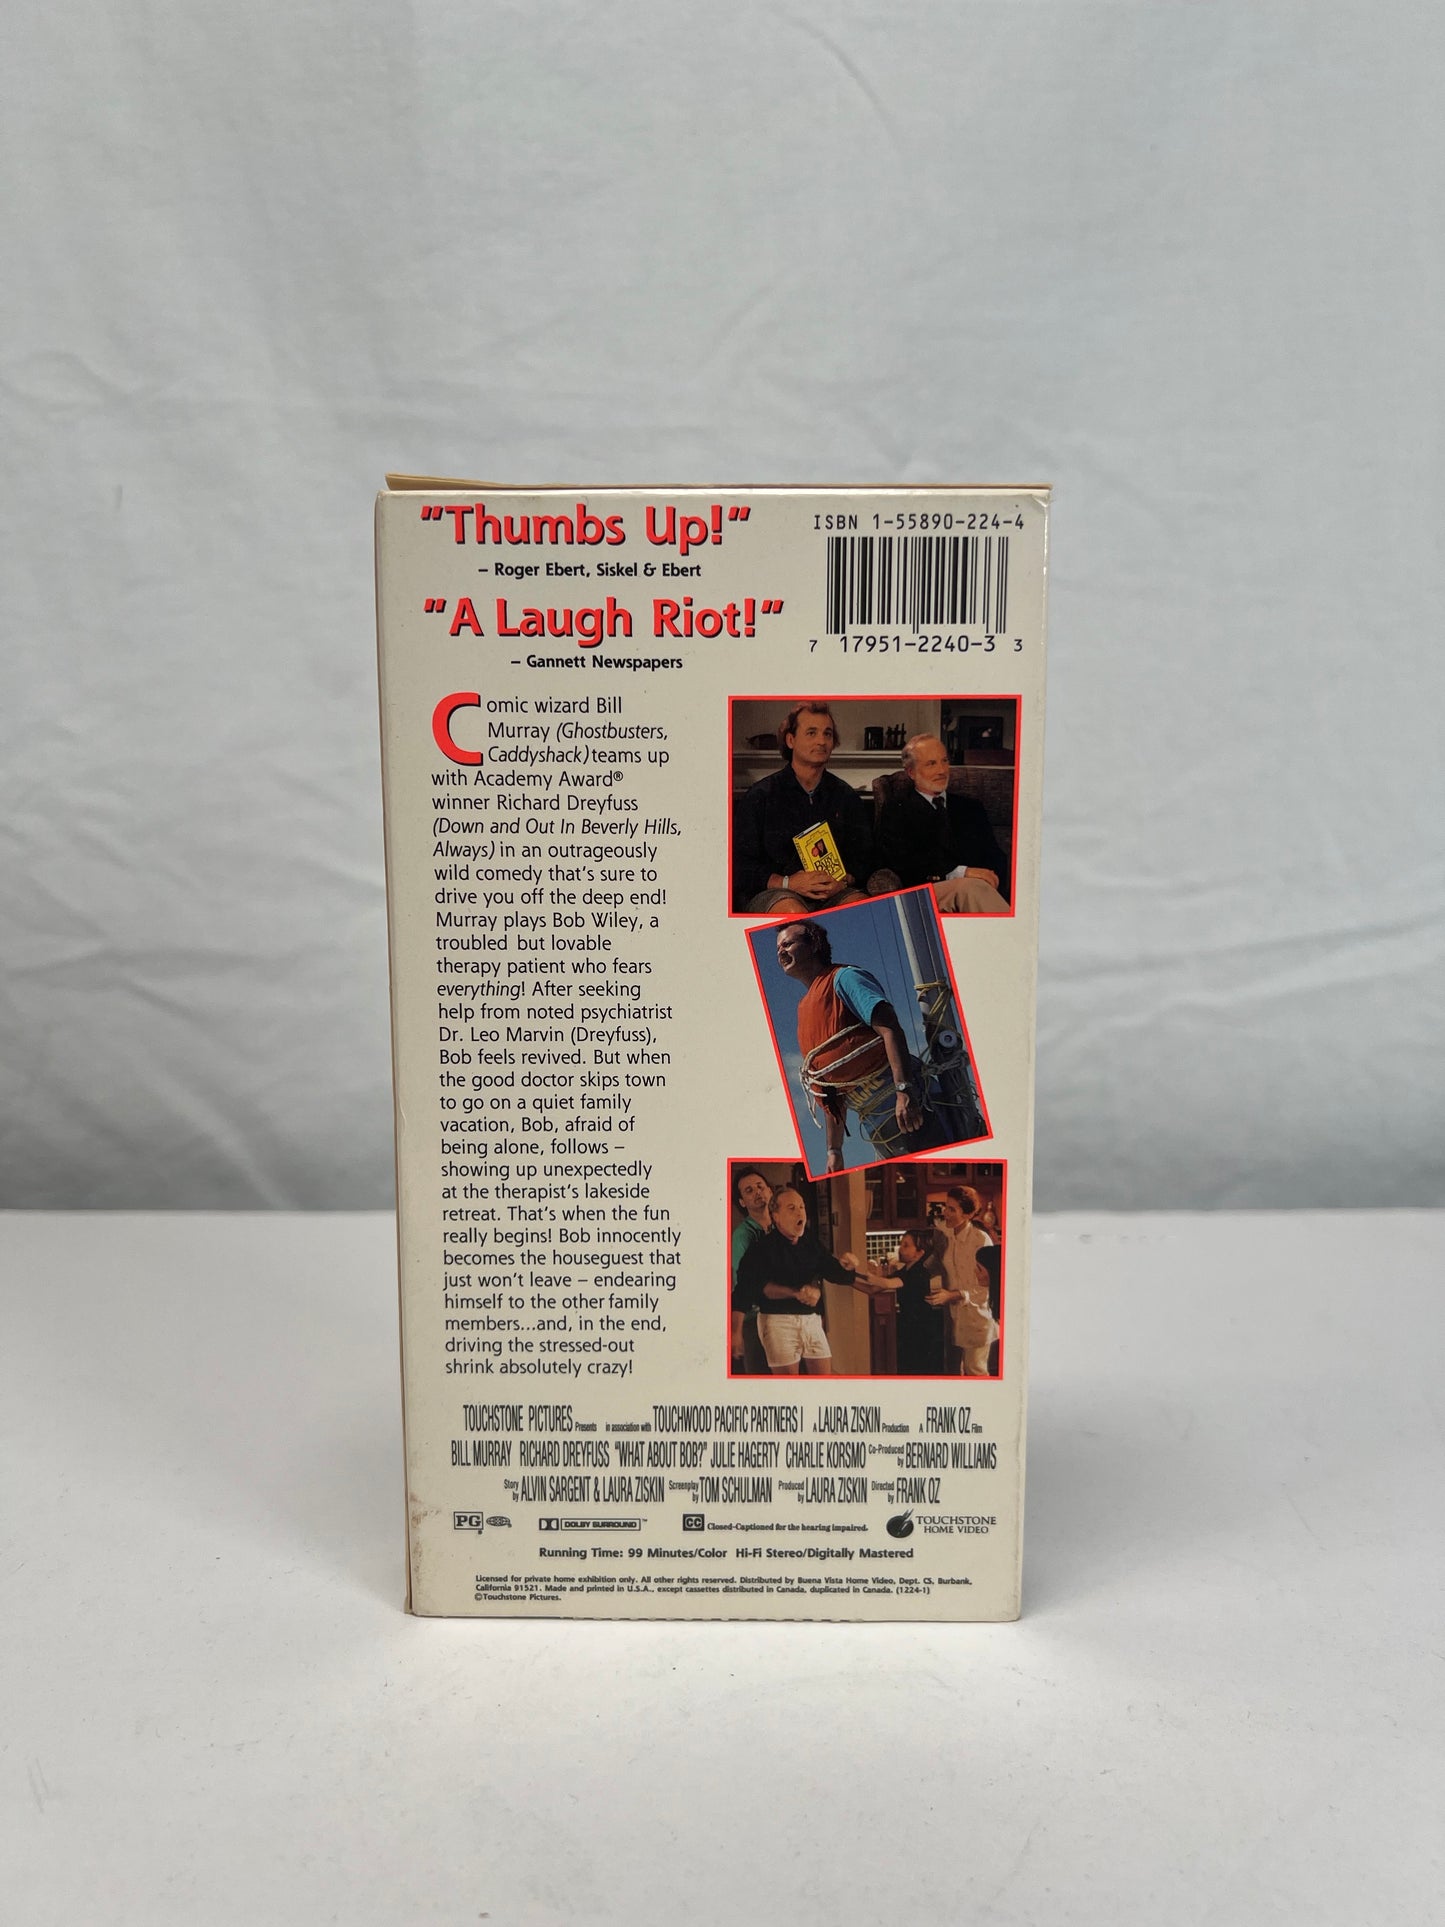 "Thumbs Up!"
– Roger Ebert, Siskel & Ebert
"A Laugh Riot!"
– Gannett Newspapers
ISBN 1-55890-224-4
7 17951-2240-3 3
Comic wizard Bill
Murray (Ghostbusters,
Caddyshack) teams up
with Academy Award®
winner Richard Dreyfuss
(Down and Out In Beverly Hills,
Always) in an outrageously
wild comedy that's sure to
drive you off the deep end!
Murray plays Bob Wiley, a
troubled but lovable
therapy patient who fears
everything! After seeking
help from noted psychiatrist
Dr. Leo Marvin (Dreyfuss),
Bob feels revived. But when
the good doctor skips town
to go on a quiet family
vacation, Bob, afraid of
being alone, follows –
showing up unexpectedly
at the therapist's lakeside
retreat. That's when the fun
really begins! Bob innocently
becomes the houseguest that
just won't leave – endearing
himself to the other family
members...and, in the end,
driving the stressed-out
shrink absolutely crazy!
TOUCHSTONE PICTURES Presents in association with TOUCHWOOD PACIFIC PARTNERS I A LAURA ZISKIN Production A FRANK OZ Film
BILL MURRAY RICHARD DREYFUSS "WHAT ABOUT BOB?" JULIE HAGERTY CHARLIE KORSMO Co-Produced by BERNARD WILLIAMS
Story by ALVIN SARGENT & LAURA ZISKIN Screenplay by TOM SCHULMAN Produced by LAURA ZISKIN Directed by FRANK OZ
PG DOLBY SURROUND™ CC Closed-Captioned for the hearing impaired. TOUCHSTONE
HOME VIDEO
Running Time: 99 Minutes/Color Hi-Fi Stereo/Digitally Mastered
Licensed for private home exhibition only. All other rights reserved. Distributed by Buena Vista Home Video, Dept. CS, Burbank,
California 91521. Made and printed in U.S.A., except cassettes distributed in Canada, duplicated in Canada. (1224-1)
©Touchstone Pictures.